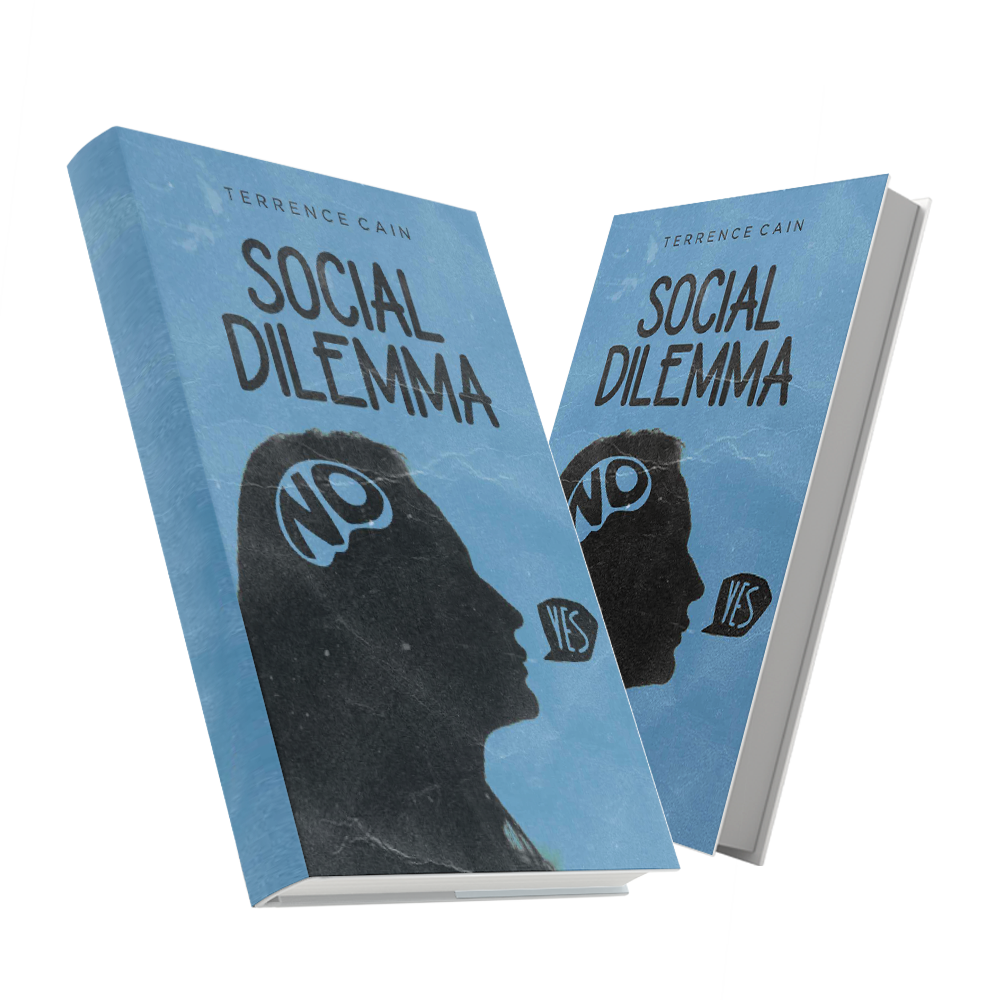 TERRENCE CAIN
SOCIAL
DILEMMA
NO
YES
TERRENCE CAIN
SOCIAL
DILEMMA
NO
YES